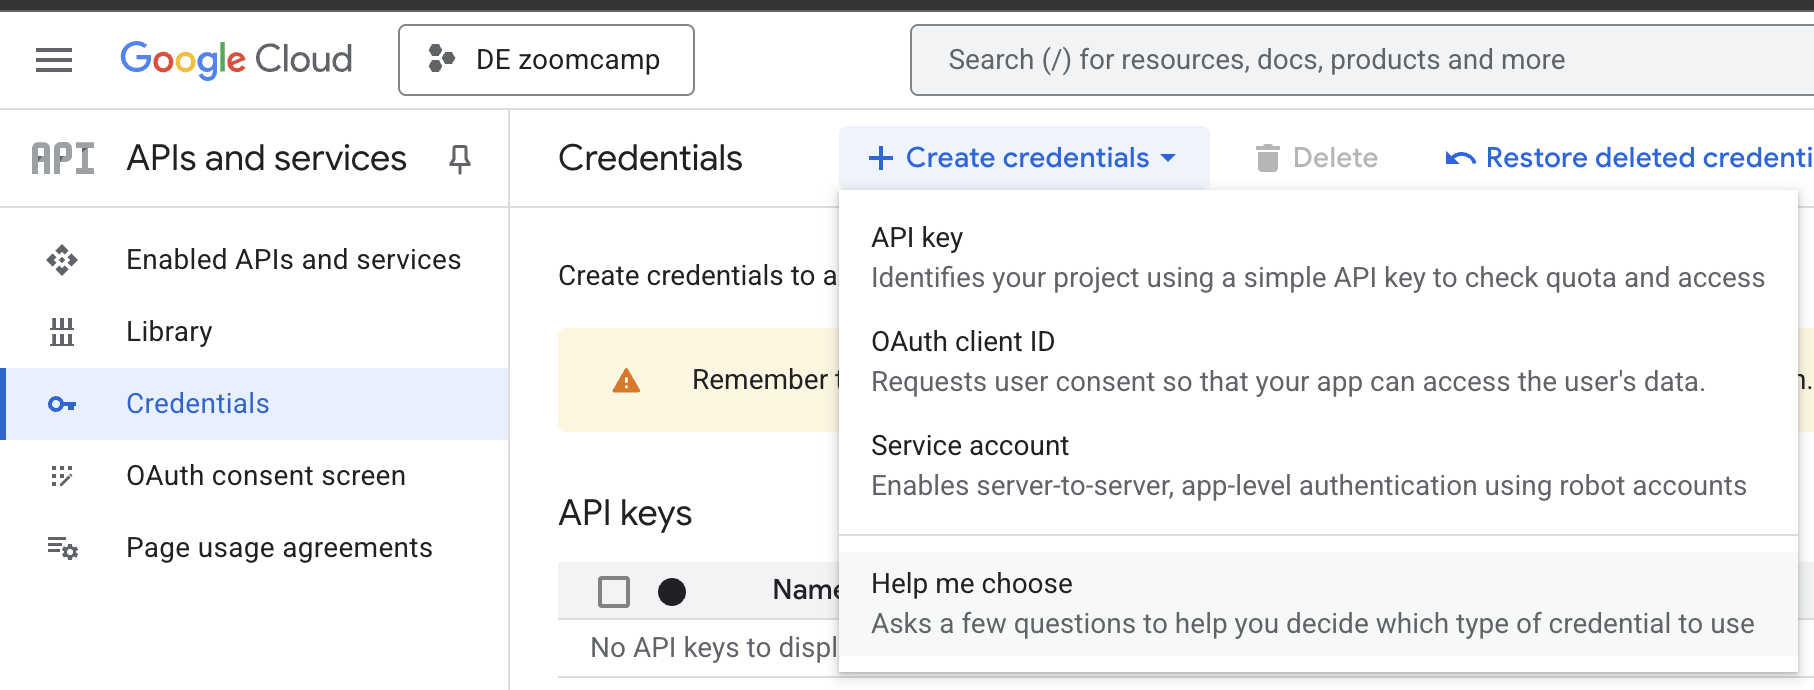 Google Cloud
DE zoomcamp
Search (/) for resources, docs, products and more
API
APIs and services
Credentials
Create credentials
Delete
Restore deleted credenti
Enabled APIs and services
Library
Credentials
OAuth consent screen
Page usage agreements
Create credentials to a
Remember
API keys
Name
No API keys to displ
API key
Identifies your project using a simple API key to check quota and access
OAuth client ID
Requests user consent so that your app can access the user's data.
Service account
Enables server-to-server, app-level authentication using robot accounts
Help me choose
Asks a few questions to help you decide which type of credential to use